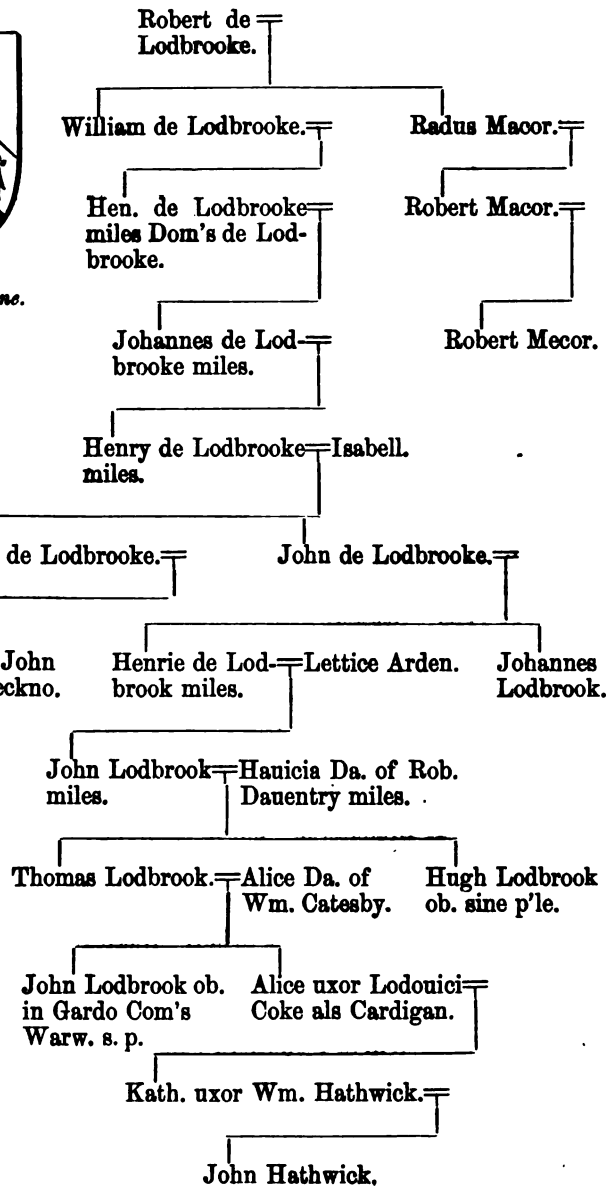 Robert de
Lodbrooke.
William de Lodbrooke.
Radus Macor.
Hen. de Lodbrooke
miles Dom's de Lod-
brooke.
Robert Macor.
Johannes de Lod-
brooke miles.
Robert Mecor.
Henry de Lodbrooke
miles.
Isabell.
de Lodbrooke.
John de Lodbrooke.
John
Henrie de Lod-
brook miles.
Lettice Arden.
Johannes
Lodbrook.
John Lodbrook
miles.
Hauicia Da. of Rob.
Dauentry miles.
Thomas Lodbrook.
Alice Da. of
Wm. Catesby.
Hugh Lodbrook
ob. sine p'le.
John Lodbrook ob.
in Gardo Com's
Warw. s. p.
Alice uxor Lodouici
Coke als Cardigan.
Kath. uxor Wm. Hathwick.
John Hathwick.